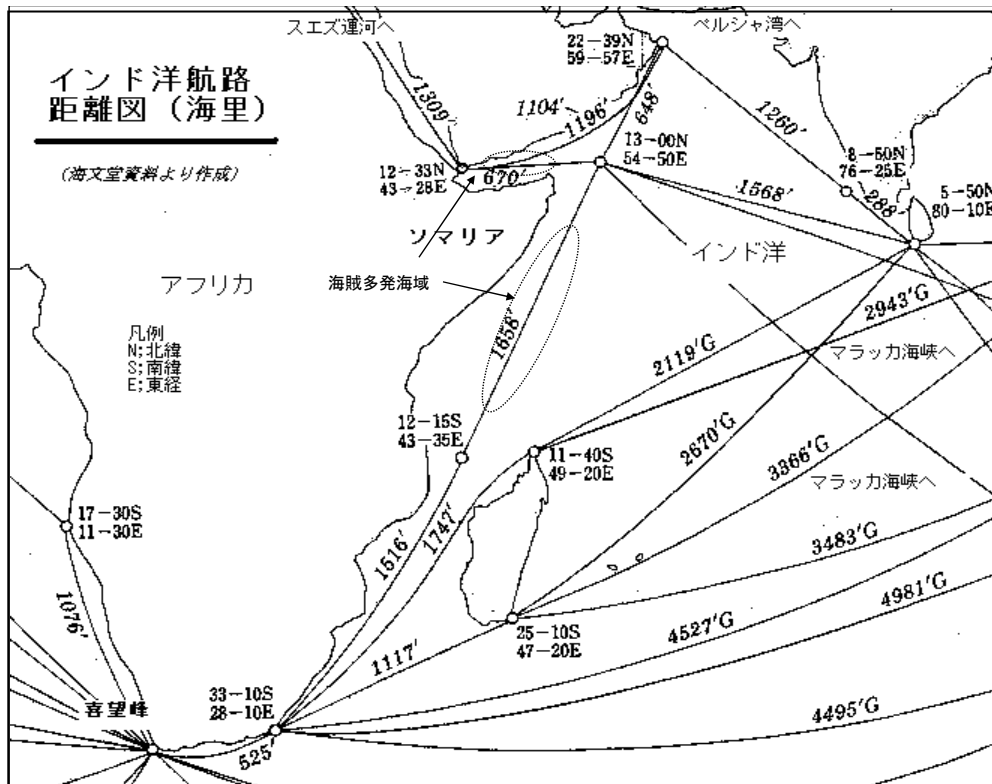 スエズ運河へ
ペルシャ湾へ
インド洋航路
距離図(海里)
(海文堂資料より作成)
22-39N
59-57E
1309′
1104′
1196′
648′
1260′
13-00N
54-50E
12-33N
43-28E
670′
8-50N
76-25E
1568′
288
5-50N
80-10E
ソマリア
インド洋
アフリカ
海賊多発海域
凡例
N;北緯
S;南緯
E;東経
1658′
2943′G
2119′G
マラッカ海峡へ
12-15S
43-35E
2670′G
3366′G
11-40S
49-20E
マラッカ海峡へ
17-30S
11-30E
1516′
1747′
3483′G
1076′
4981′G
4527′G
25-10S
47-20E
1117′
33-10S
28-10E
喜望峰
4495′G
525′